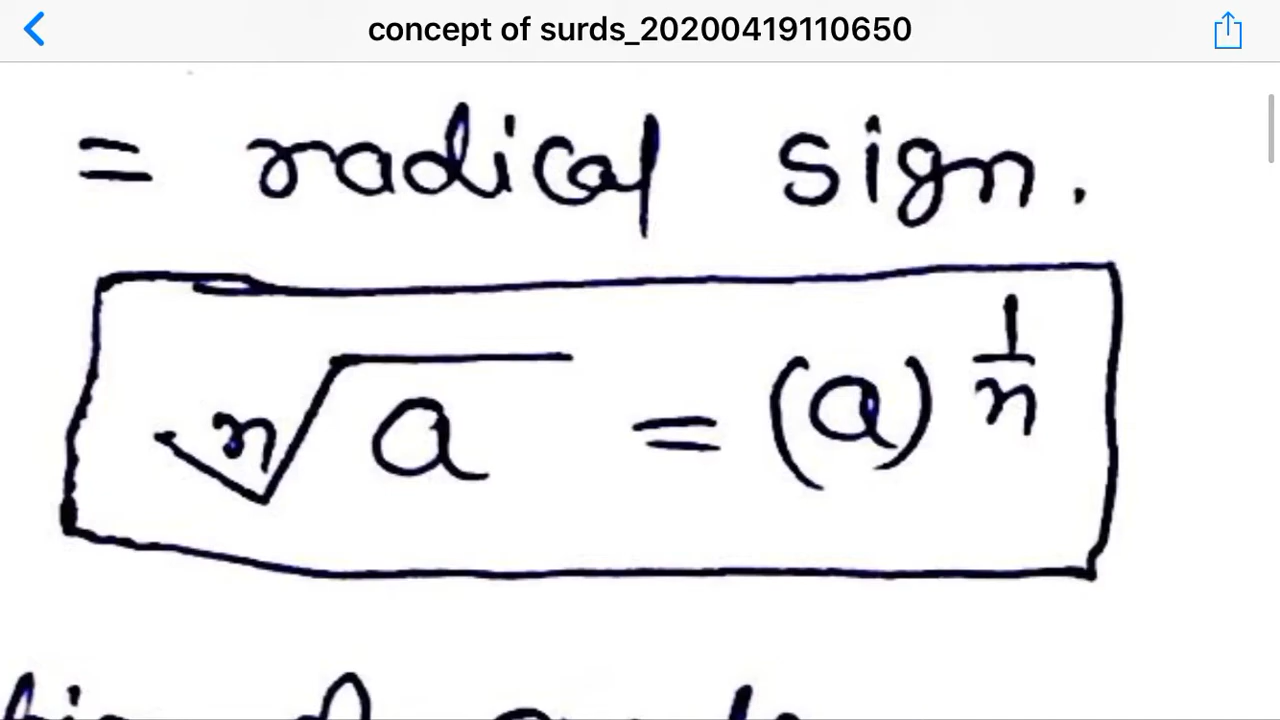 concept of surds_20200419110650
= radical sign.
ⁿ√a = (a)^(1/n)